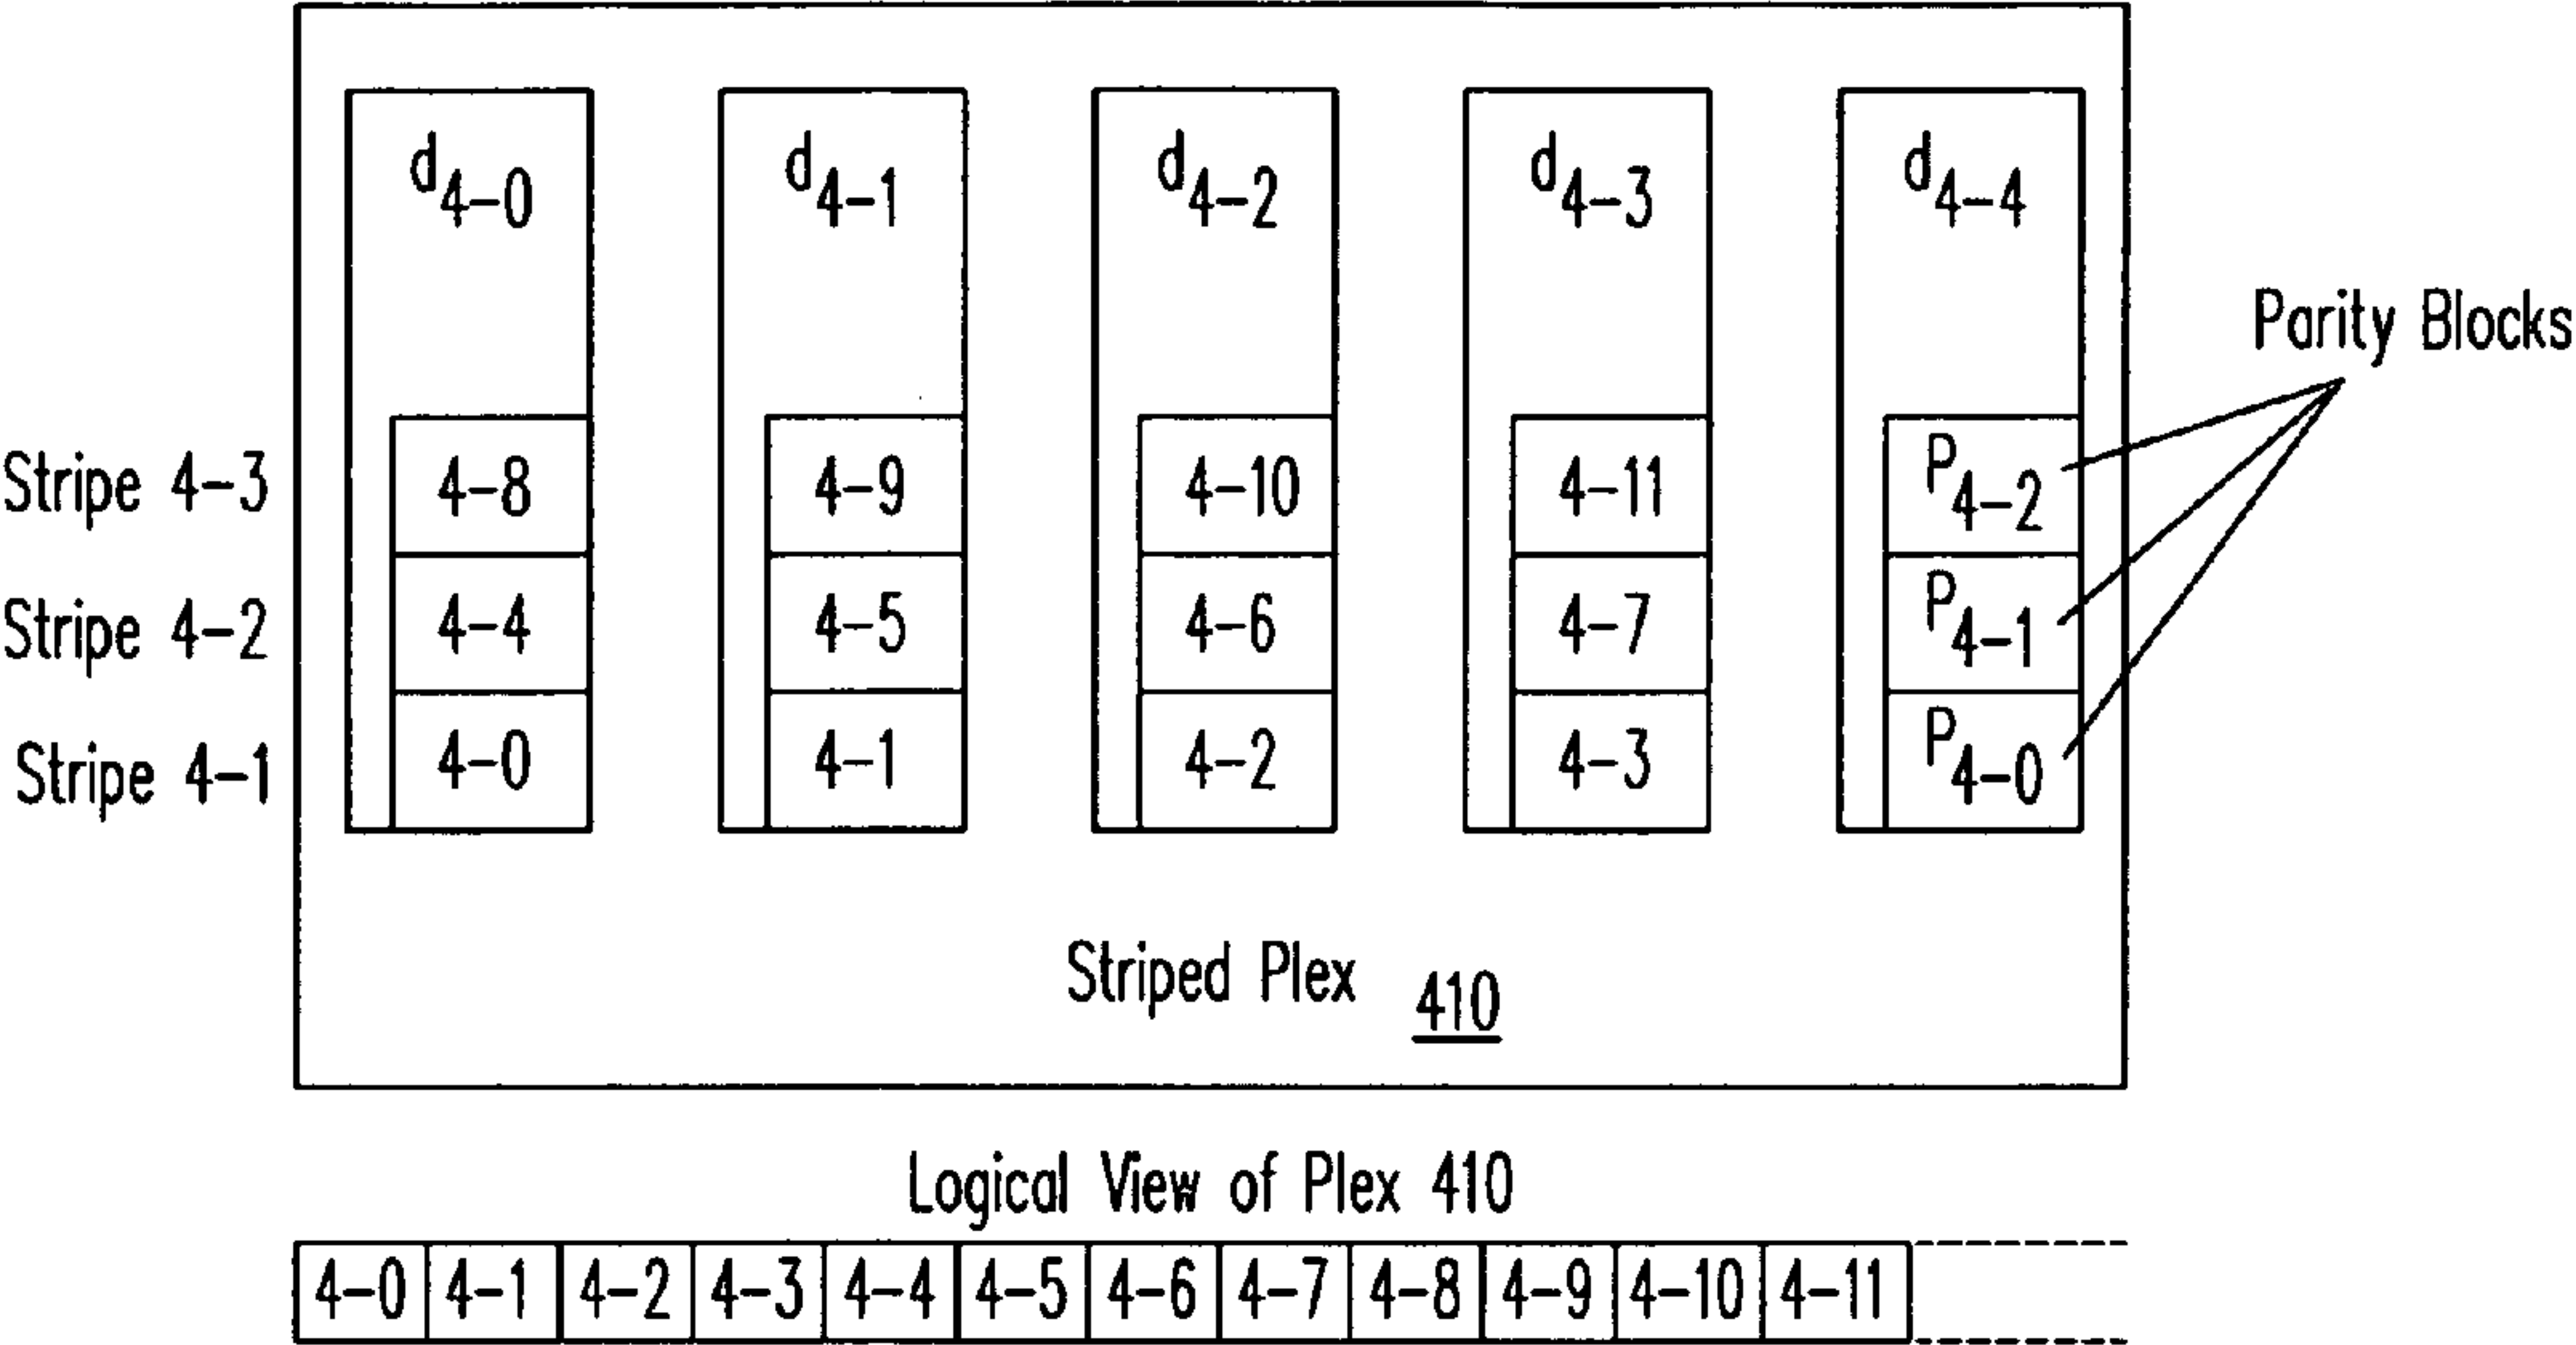 d4-0 d4-1 d4-2 d4-3 d4-4
Parity Blocks
Stripe 4-3 4-8 4-9 4-10 4-11 P4-2
Stripe 4-2 4-4 4-5 4-6 4-7 P4-1
Stripe 4-1 4-0 4-1 4-2 4-3 P4-0
Striped Plex 410
Logical View of Plex 410
4-0 4-1 4-2 4-3 4-4 4-5 4-6 4-7 4-8 4-9 4-10 4-11